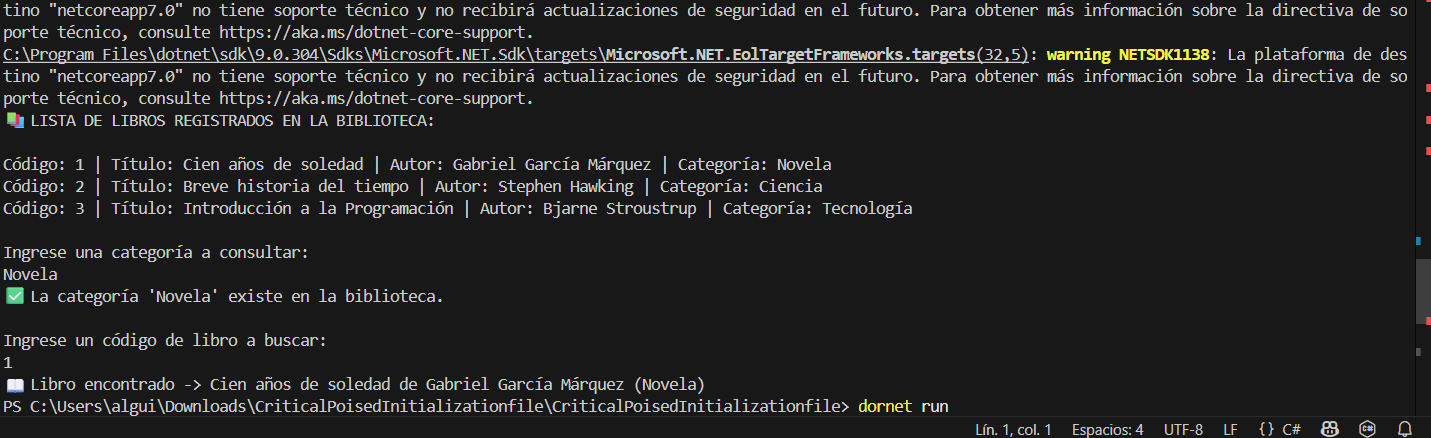 tino "netcoreapp7.0" no tiene soporte técnico y no recibirá actualizaciones de seguridad en el futuro. Para obtener más información sobre la directiva de so
porte técnico, consulte https://aka.ms/dotnet-core-support.
C:\Program Files\dotnet\sdk\9.0.304\Sdks\Microsoft.NET.Sdk\targets\Microsoft.NET.EolTargetFrameworks.targets(32,5): warning NETSDK1138: La plataforma de des
tino "netcoreapp7.0" no tiene soporte técnico y no recibirá actualizaciones de seguridad en el futuro. Para obtener más información sobre la directiva de so
porte técnico, consulte https://aka.ms/dotnet-core-support.
📚 LISTA DE LIBROS REGISTRADOS EN LA BIBLIOTECA:
Código: 1 | Título: Cien años de soledad | Autor: Gabriel García Márquez | Categoría: Novela
Código: 2 | Título: Breve historia del tiempo | Autor: Stephen Hawking | Categoría: Ciencia
Código: 3 | Título: Introducción a la Programación | Autor: Bjarne Stroustrup | Categoría: Tecnología
Ingrese una categoría a consultar:
Novela
✅ La categoría 'Novela' existe en la biblioteca.
Ingrese un código de libro a buscar:
1
📖 Libro encontrado -> Cien años de soledad de Gabriel García Márquez (Novela)
PS C:\Users\algui\Downloads\CriticalPoisedInitializationfile\CriticalPoisedInitializationfile> dornet run
Lín. 1, col. 1 Espacios: 4 UTF-8 LF {} C#